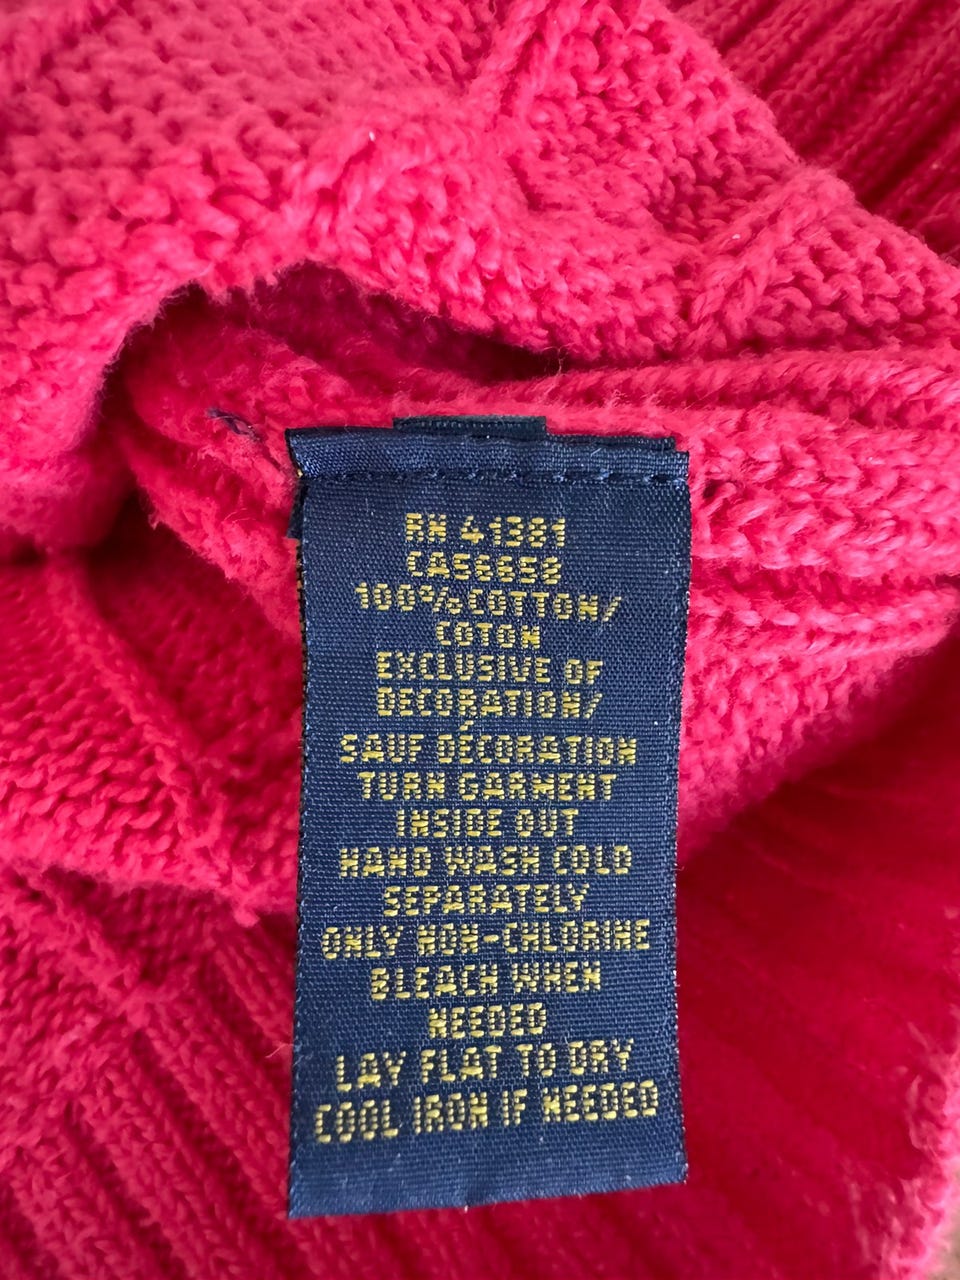 RN 41381
CA56658
100%COTTON/
COTON
EXCLUSIVE OF
DECORATION/
SAUF DÉCORATION
TURN GARMENT
INSIDE OUT
HAND WASH COLD
SEPARATELY
ONLY NON-CHLORINE
BLEACH WHEN
NEEDED
LAY FLAT TO DRY
COOL IRON IF NEEDED